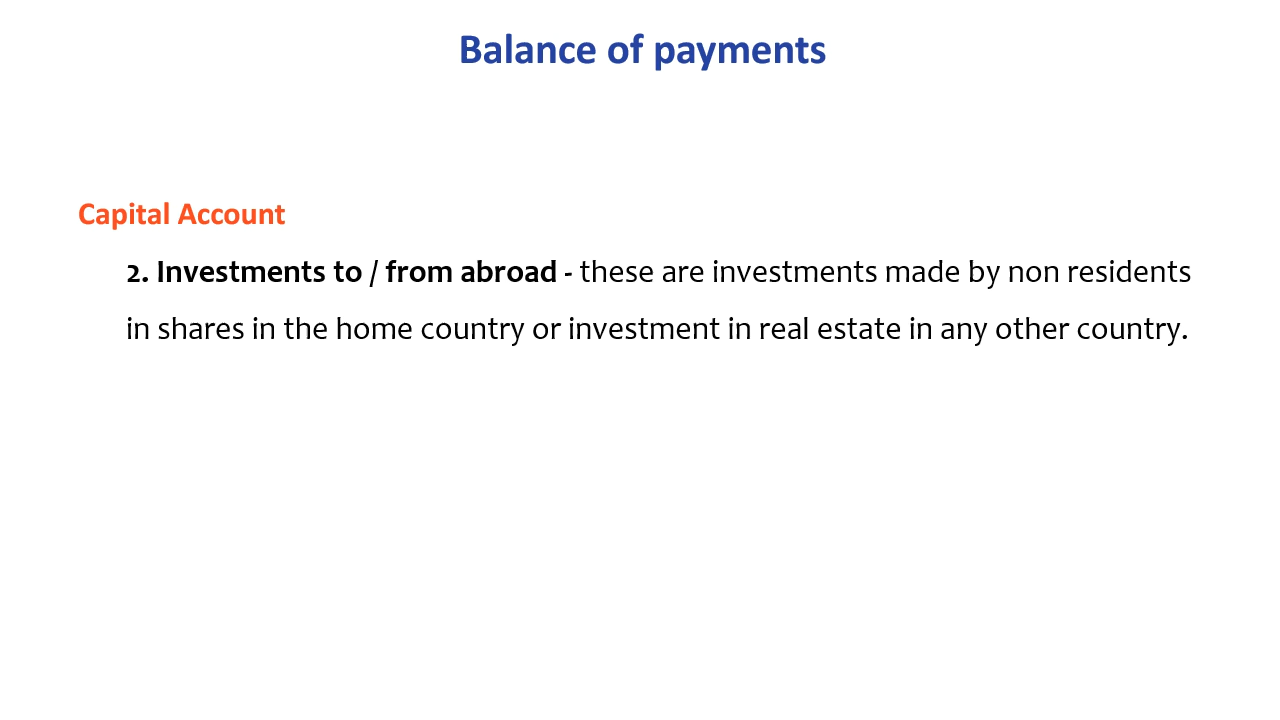 Balance of payments
Capital Account
2. Investments to / from abroad - these are investments made by non residents
in shares in the home country or investment in real estate in any other country.